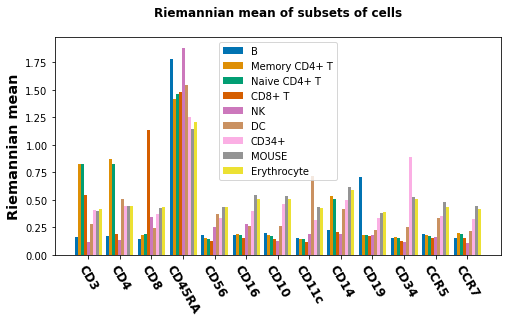 Riemannian mean of subsets of cells
Riemannian mean
1.75
1.50
1.25
1.00
0.75
0.50
0.25
0.00
B
Memory CD4+ T
Naive CD4+ T
CD8+ T
NK
DC
CD34+
MOUSE
Erythrocyte
CD3
CD4
CD8
CD45RA
CD56
CD16
CD10
CD11c
CD14
CD19
CD34
CCR5
CCR7